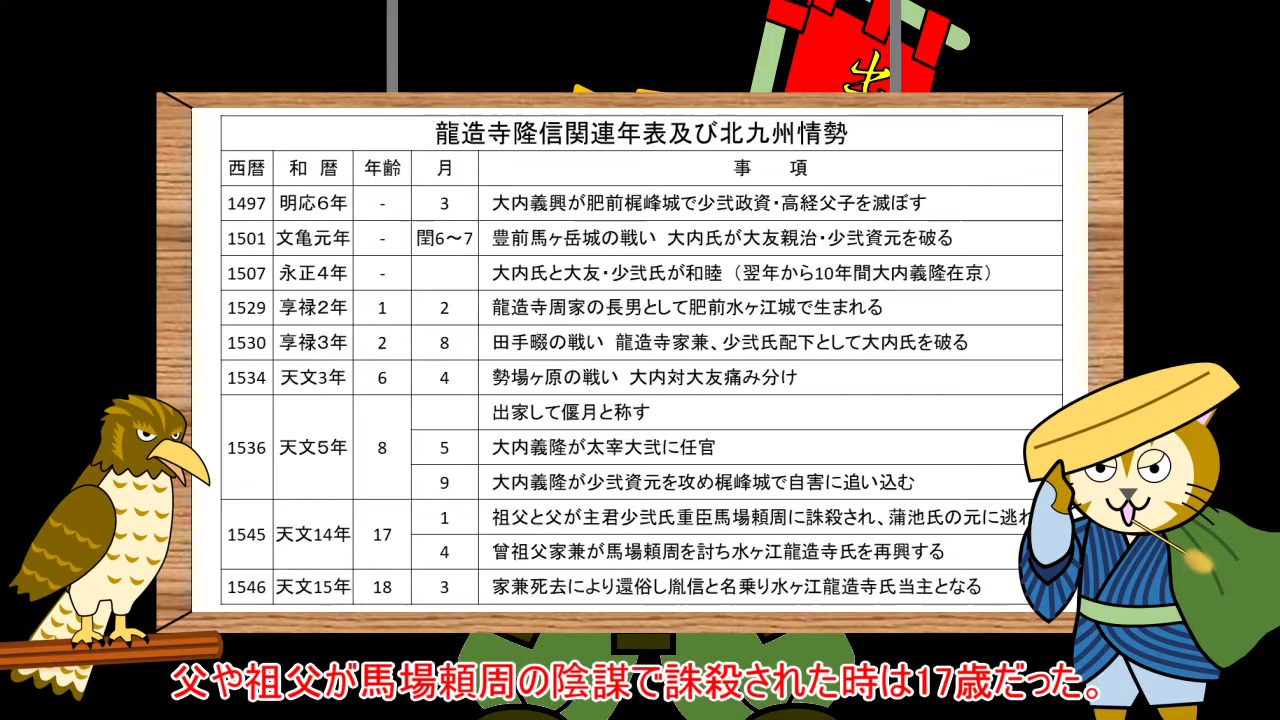 龍造寺隆信関連年表及び北九州情勢
西暦 和 暦 年齢 月 事 項
1497 明応6年 - 3 大内義興が肥前梶峰城で少弐政資・高経父子を滅ぼす
1501 文亀元年 - 閏6～7 豊前馬ヶ岳城の戦い 大内氏が大友親治・少弐資元を破る
1507 永正4年 - 大内氏と大友・少弐氏が和睦 (翌年から10年間大内義隆在京)
1529 享禄2年 1 2 龍造寺周家の長男として肥前水ヶ江城で生まれる
1530 享禄3年 2 8 田手畷の戦い 龍造寺家兼、少弐氏配下として大内氏を破る
1534 天文3年 6 4 勢場ヶ原の戦い 大内対大友痛み分け
1536 天文5年 8 出家して偃月と称す
5 大内義隆が太宰大弐に任官
9 大内義隆が少弐資元を攻め梶峰城で自害に追い込む
1545 天文14年 17 1 祖父と父が主君少弐氏重臣馬場頼周に誅殺され、蒲池氏の元に逃れ
4 曾祖父家兼が馬場頼周を討ち水ヶ江龍造寺氏を再興する
1546 天文15年 18 3 家兼死去により還俗し胤信と名乗り水ヶ江龍造寺氏当主となる
父や祖父が馬場頼周の陰謀で誅殺された時は17歳だった。